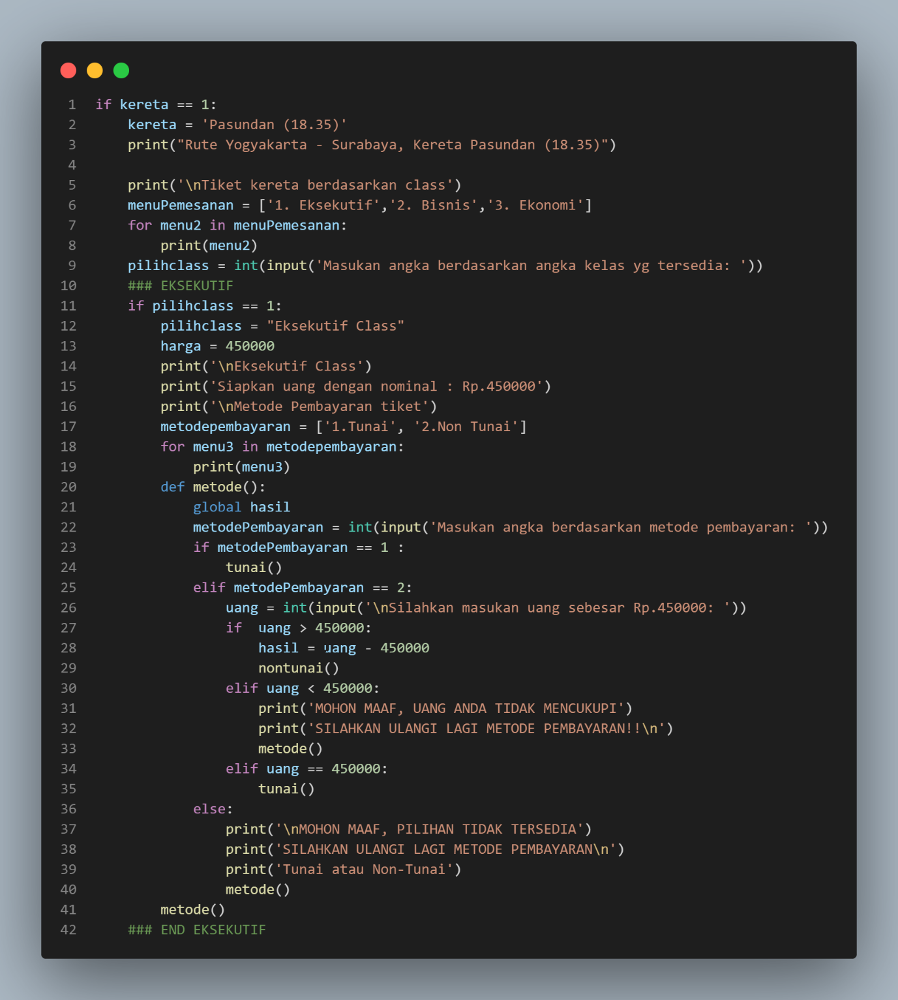 1 if kereta == 1:
2     kereta = 'Pasundan (18.35)'
3     print("Rute Yogyakarta - Surabaya, Kereta Pasundan (18.35)")
4
5     print('\nTiket kereta berdasarkan class')
6     menuPemesanan = ['1. Eksekutif','2. Bisnis','3. Ekonomi']
7     for menu2 in menuPemesanan:
8         print(menu2)
9     pilihclass = int(input('Masukan angka berdasarkan angka kelas yg tersedia: '))
10     ### EKSEKUTIF
11     if pilihclass == 1:
12         pilihclass = "Eksekutif Class"
13         harga = 450000
14         print('\nEksekutif Class')
15         print('Siapkan uang dengan nominal : Rp.450000')
16         print('\nMetode Pembayaran tiket')
17         metodepembayaran = ['1.Tunai', '2.Non Tunai']
18         for menu3 in metodepembayaran:
19             print(menu3)
20         def metode():
21             global hasil
22             metodePembayaran = int(input('Masukan angka berdasarkan metode pembayaran: '))
23             if metodePembayaran == 1 :
24                 tunai()
25             elif metodePembayaran == 2:
26                 uang = int(input('\nSilahkan masukan uang sebesar Rp.450000: '))
27                 if  uang > 450000:
28                     hasil = uang - 450000
29                     nontunai()
30                 elif uang < 450000:
31                     print('MOHON MAAF, UANG ANDA TIDAK MENCUKUPI')
32                     print('SILAHKAN ULANGI LAGI METODE PEMBAYARAN!!\n')
33                     metode()
34                 elif uang == 450000:
35                     tunai()
36             else:
37                 print('\nMOHON MAAF, PILIHAN TIDAK TERSEDIA')
38                 print('SILAHKAN ULANGI LAGI METODE PEMBAYARAN\n')
39                 print('Tunai atau Non-Tunai')
40                 metode()
41         metode()
42     ### END EKSEKUTIF